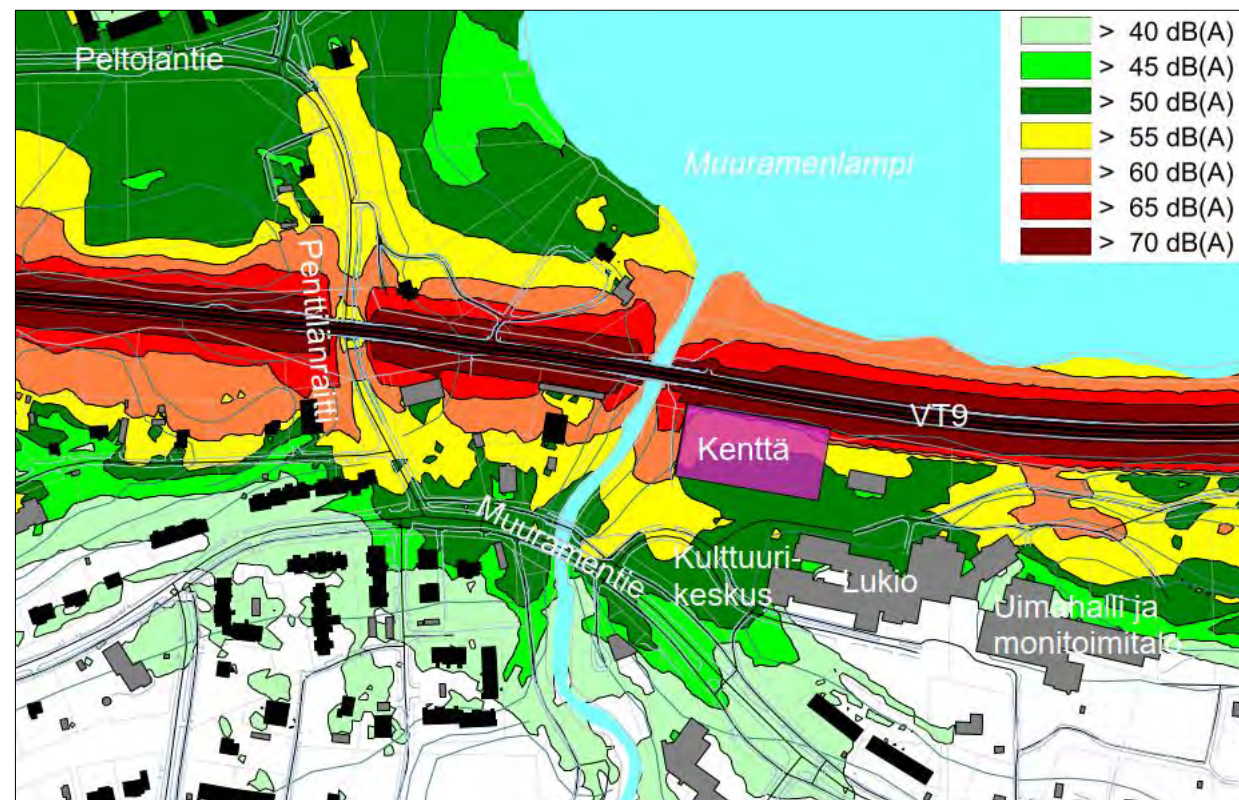 Peltolantie
Muuramenlampi
> 40 dB(A)
> 45 dB(A)
> 50 dB(A)
> 55 dB(A)
> 60 dB(A)
> 65 dB(A)
> 70 dB(A)
Penttilänraitti
VT9
Kenttä
Muuramentie
Kulttuuri-
keskus
Lukio
Uimahalli ja
monitoimitalo